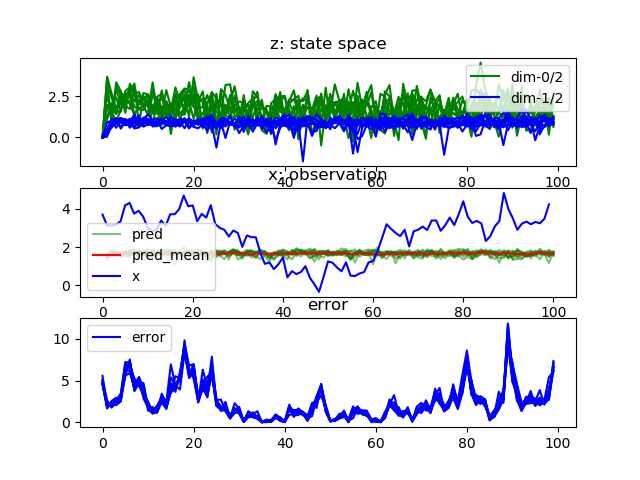 z: state space
2.5
0.0
dim-0/2
dim-1/2
0 20 40 60 80 100
x: observation
4
2
0
pred
pred_mean
x
0 20 40 60 80 100
error
10
5
0
error
0 20 40 60 80 100